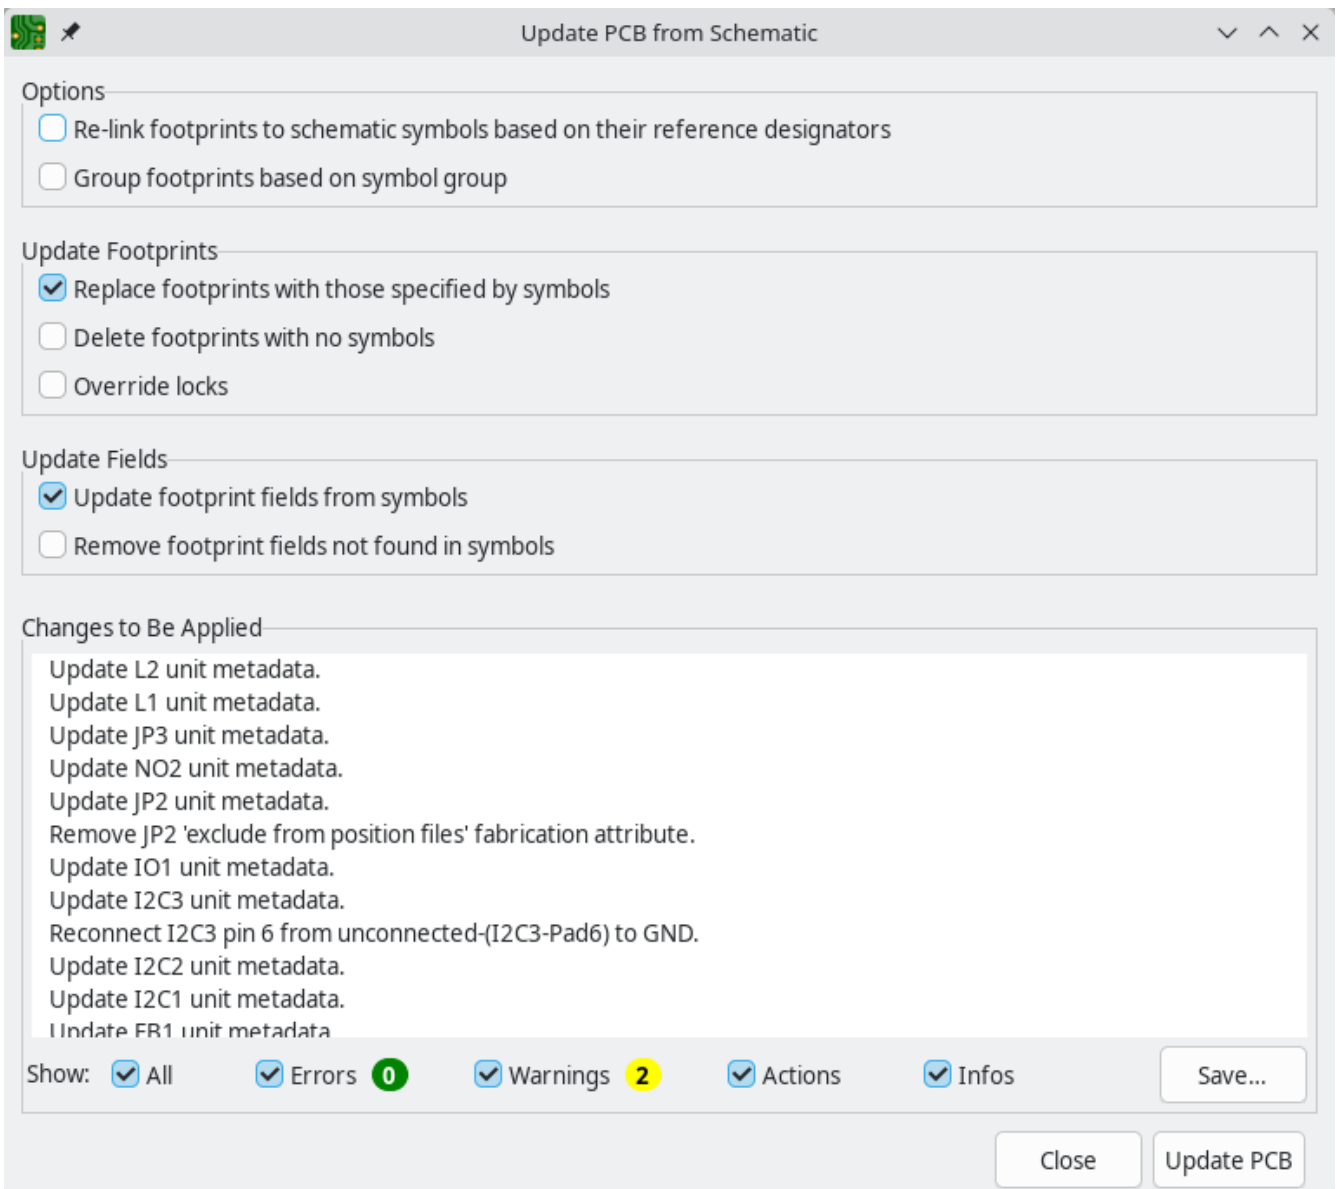 Update PCB from Schematic
Options
Re-link footprints to schematic symbols based on their reference designators
Group footprints based on symbol group
Update Footprints
Replace footprints with those specified by symbols
Delete footprints with no symbols
Override locks
Update Fields
Update footprint fields from symbols
Remove footprint fields not found in symbols
Changes to Be Applied
Update L2 unit metadata.
Update L1 unit metadata.
Update JP3 unit metadata.
Update NO2 unit metadata.
Update JP2 unit metadata.
Remove JP2 'exclude from position files' fabrication attribute.
Update IO1 unit metadata.
Update I2C3 unit metadata.
Reconnect I2C3 pin 6 from unconnected-(I2C3-Pad6) to GND.
Update I2C2 unit metadata.
Update I2C1 unit metadata.
Update FB1 unit metadata
Show: All Errors 0 Warnings 2 Actions Infos Save...
Close Update PCB